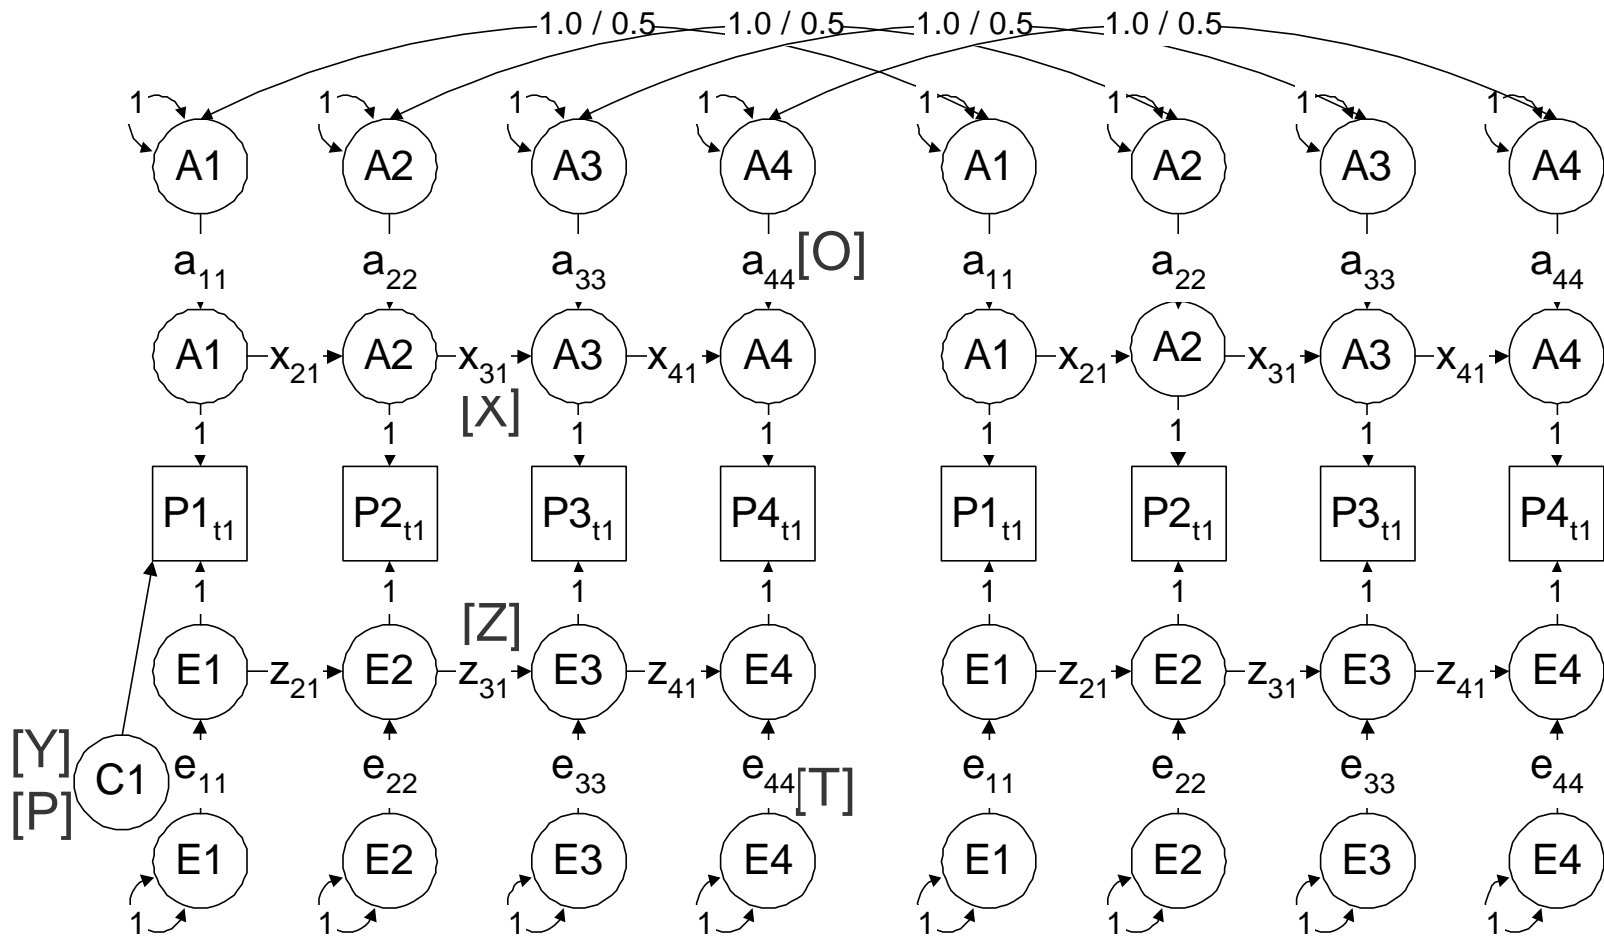 1.0 / 0.5 1.0 / 0.5 1.0 / 0.5 1.0 / 0.5
1 1 1 1 1 1 1 1
A1 A2 A3 A4 A1 A2 A3 A4
a11 a22 a33 a44 [O] a11 a22 a33 a44
A1 x21 A2 x31 A3 x41 A4 A1 x21 A2 x31 A3 x41 A4
[X]
1 1 1 1 1 1 1 1
P1t1 P2t1 P3t1 P4t1 P1t1 P2t1 P3t1 P4t1
1 1 1 1 1 1 1 1
[Z]
E1 z21 E2 z31 E3 z41 E4 E1 z21 E2 z31 E3 z41 E4
[Y]
C1 e11 e22 e33 e44 [T] e11 e22 e33 e44
[P]
E1 E2 E3 E4 E1 E2 E3 E4
1 1 1 1 1 1 1 1